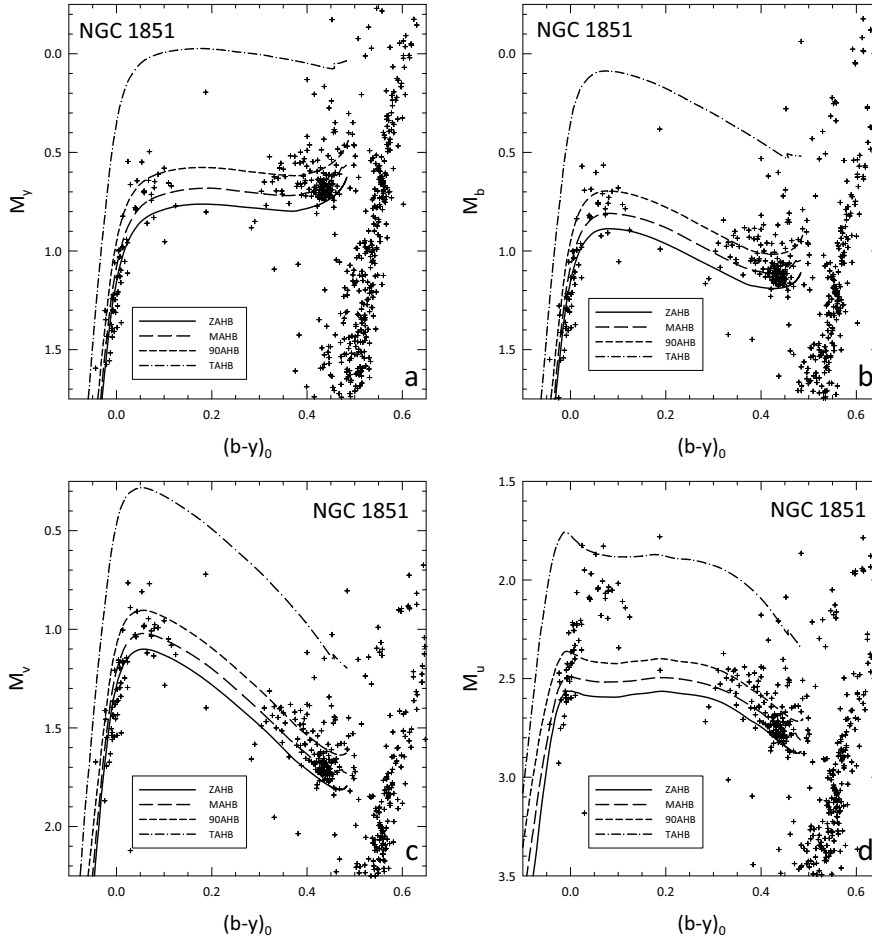 NGC 1851
0.0
0.5
1.0
1.5
M_y
ZAHB
MAHB
90AHB
TAHB
a
0.0 0.2 0.4 0.6
(b-y)_0
NGC 1851
0.0
0.5
1.0
1.5
M_b
ZAHB
MAHB
90AHB
TAHB
b
0.0 0.2 0.4 0.6
(b-y)_0
NGC 1851
0.5
1.0
1.5
2.0
M_v
ZAHB
MAHB
90AHB
TAHB
c
0.0 0.2 0.4 0.6
(b-y)_0
NGC 1851
1.5
2.0
2.5
3.0
3.5
M_u
ZAHB
MAHB
90AHB
TAHB
d
0.0 0.2 0.4 0.6
(b-y)_0